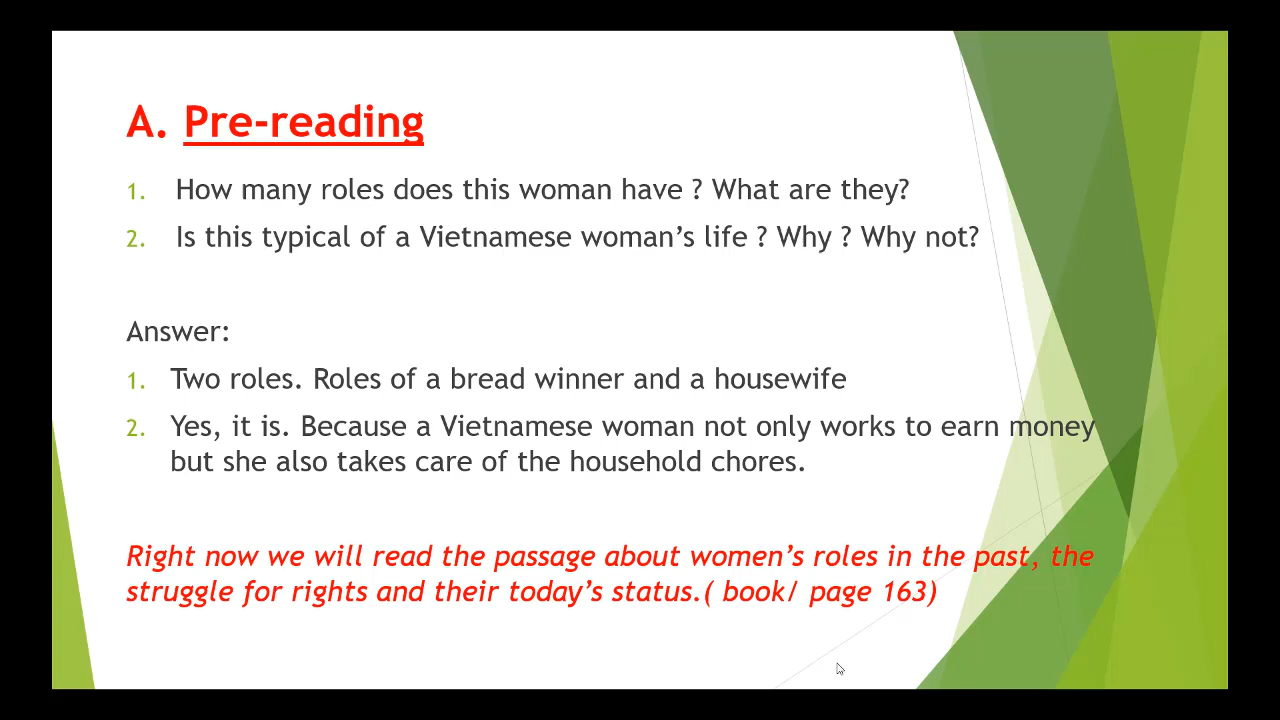 A. Pre-reading
1. How many roles does this woman have ? What are they?
2. Is this typical of a Vietnamese woman’s life ? Why ? Why not?
Answer:
1. Two roles. Roles of a bread winner and a housewife
2. Yes, it is. Because a Vietnamese woman not only works to earn money
but she also takes care of the household chores.
Right now we will read the passage about women’s roles in the past, the
struggle for rights and their today’s status.( book/ page 163)